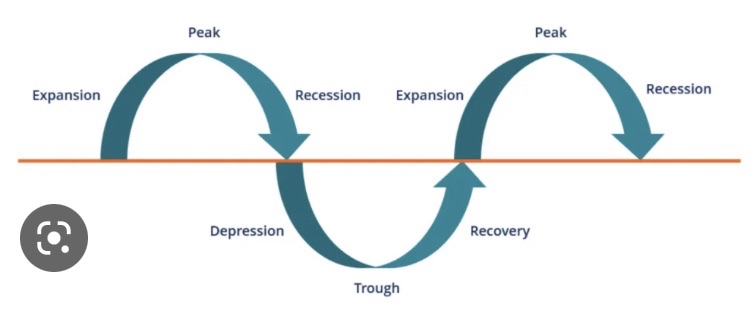 Peak
Peak
Expansion
Recession
Expansion
Recession
Depression
Recovery
Trough